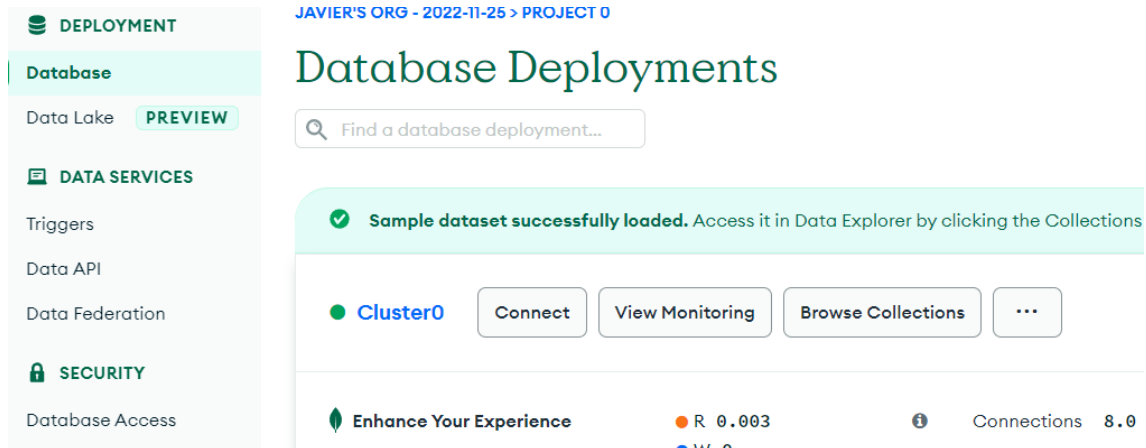 JAVIER'S ORG - 2022-11-25 > PROJECT 0
DEPLOYMENT
Database
Data Lake PREVIEW
DATA SERVICES
Triggers
Data API
Data Federation
SECURITY
Database Access
Database Deployments
Find a database deployment...
Sample dataset successfully loaded. Access it in Data Explorer by clicking the Collections
Cluster0 Connect View Monitoring Browse Collections ...
Enhance Your Experience R 0.003 Connections 8.0
W 0